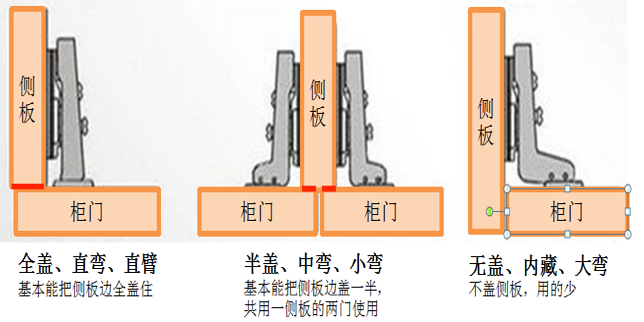 侧板
侧板
侧板
柜门
柜门
柜门
柜门
全盖、直弯、直臂
基本能把侧板边全盖住
半盖、中弯、小弯
基本能把侧板边盖一半,
共用一侧板的两门使用
无盖、内藏、大弯
不盖侧板，用的少